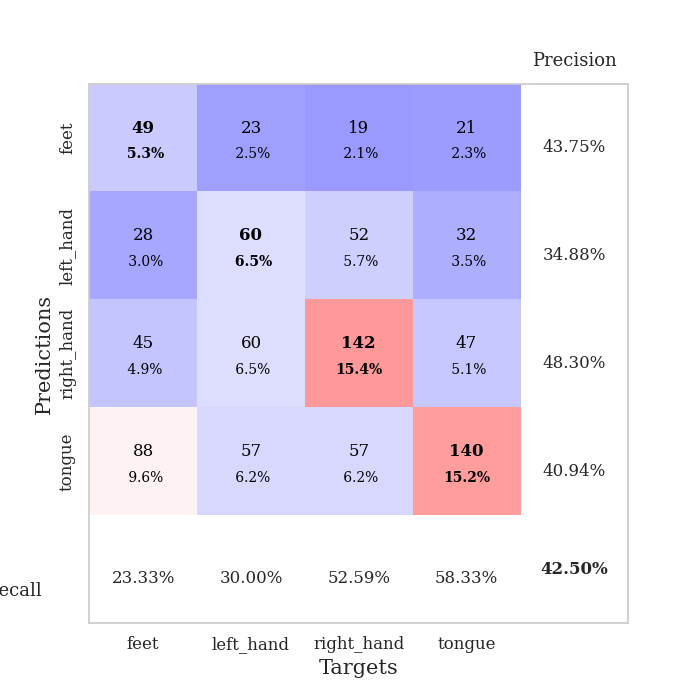 Precision
feet
49 23 19 21 43.75%
5.3% 2.5% 2.1% 2.3%
left_hand
28 60 52 32 34.88%
3.0% 6.5% 5.7% 3.5%
Predictions
right_hand
45 60 142 47 48.30%
4.9% 6.5% 15.4% 5.1%
tongue
88 57 57 140 40.94%
9.6% 6.2% 6.2% 15.2%
ecall 23.33% 30.00% 52.59% 58.33% 42.50%
feet left_hand right_hand tongue
Targets